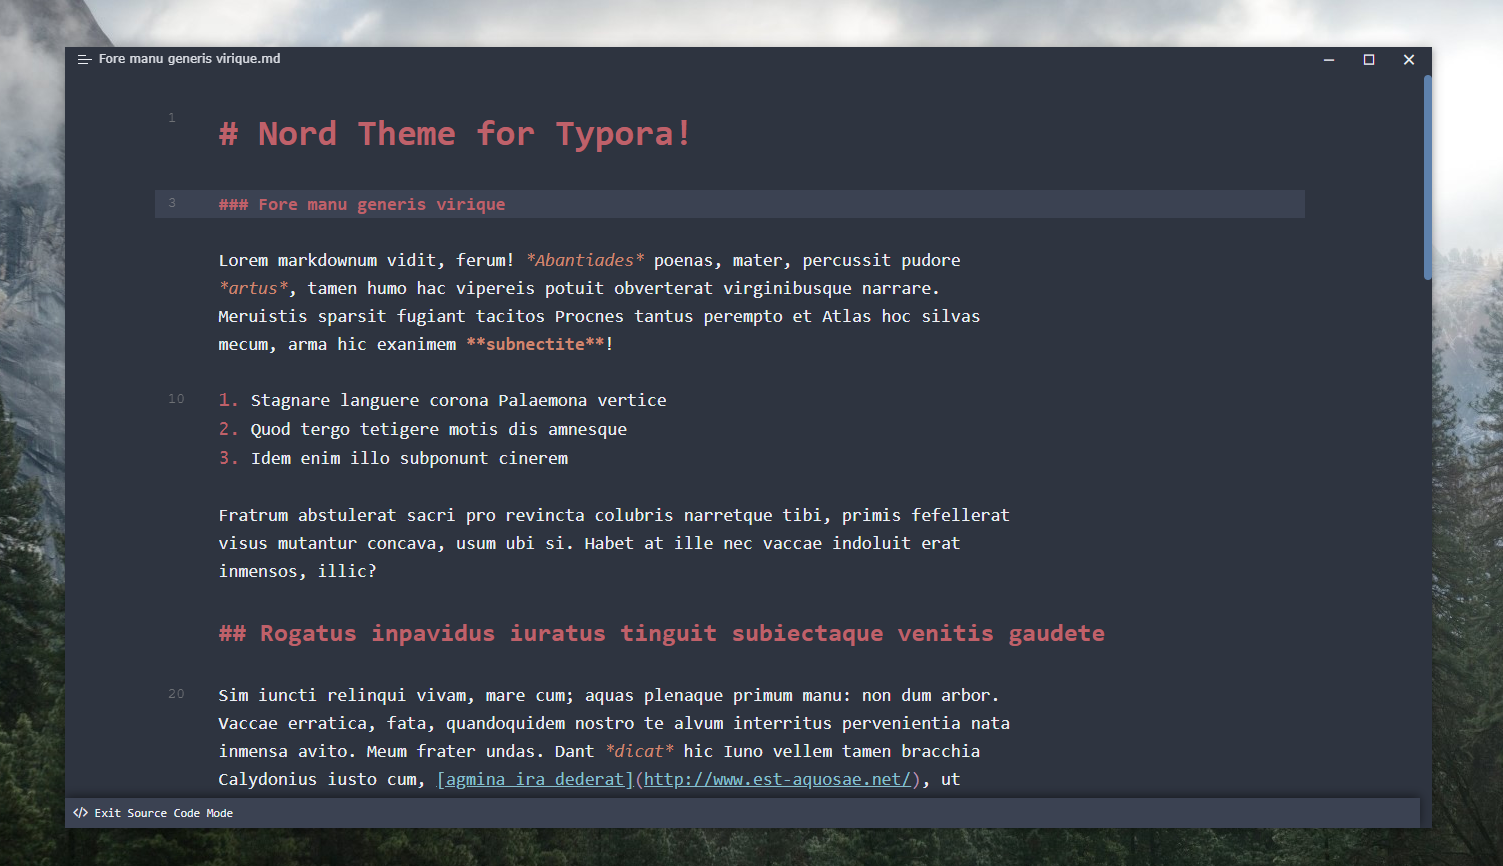 Fore manu generis virique.md
1
# Nord Theme for Typora!
3
### Fore manu generis virique
Lorem markdownum vidit, ferum! *Abantiades* poenas, mater, percussit pudore
*artus*, tamen humo hac vipereis potuit obverterat virginibusque narrare.
Meruistis sparsit fugiant tacitos Procnes tantus perempto et Atlas hoc silvas
mecum, arma hic exanimem **subnectite**!
10
1. Stagnare languere corona Palaemona vertice
2. Quod tergo tetigere motis dis amnesque
3. Idem enim illo subponunt cinerem
Fratrum abstulerat sacri pro revincta colubris narretque tibi, primis fefellerat
visus mutantur concava, usum ubi si. Habet at ille nec vaccae indoluit erat
inmensos, illic?
## Rogatus inpavidus iuratus tinguit subiectaque venitis gaudete
20
Sim iuncti relinqui vivam, mare cum; aquas plenaque primum manu: non dum arbor.
Vaccae erratica, fata, quandoquidem nostro te alvum interritus pervenientia nata
inmensa avito. Meum frater undas. Dant *dicat* hic Iuno vellem tamen bracchia
Calydonius iusto cum, [agmina ira dederat](http://www.est-aquosae.net/), ut
</> Exit Source Code Mode